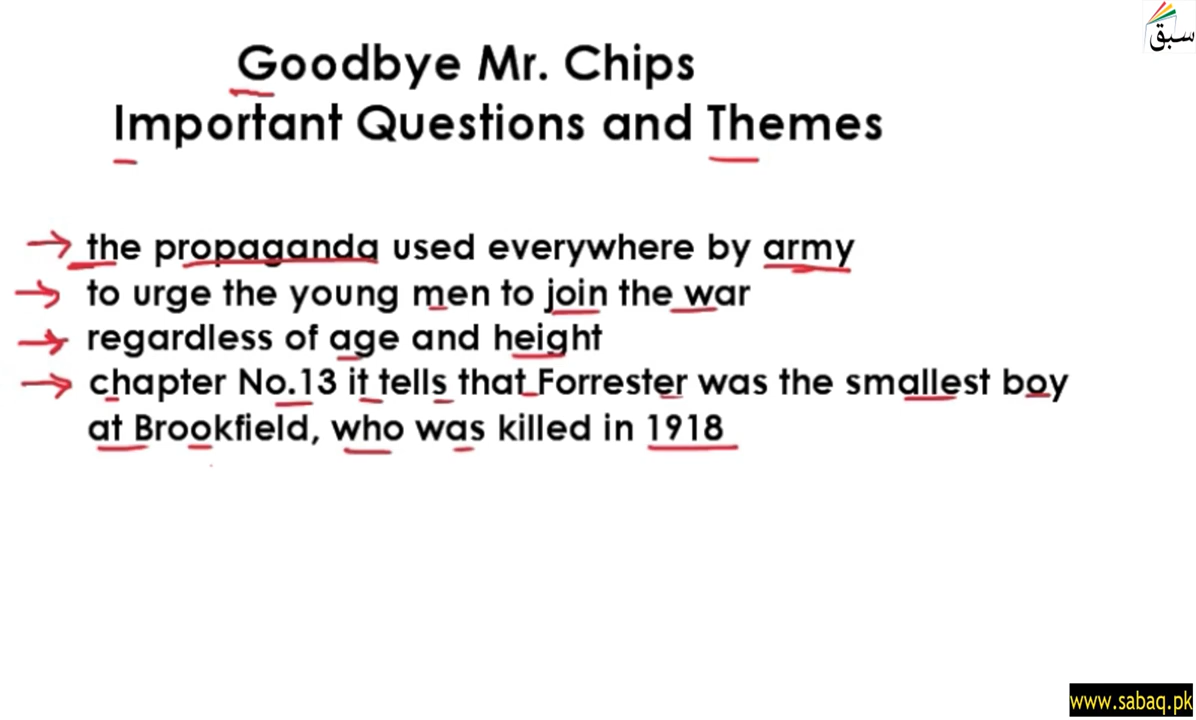 سبق
Goodbye Mr. Chips
Important Questions and Themes
the propaganda used everywhere by army
to urge the young men to join the war
regardless of age and height
chapter No.13 it tells that Forrester was the smallest boy
at Brookfield, who was killed in 1918
www.sabaq.pk